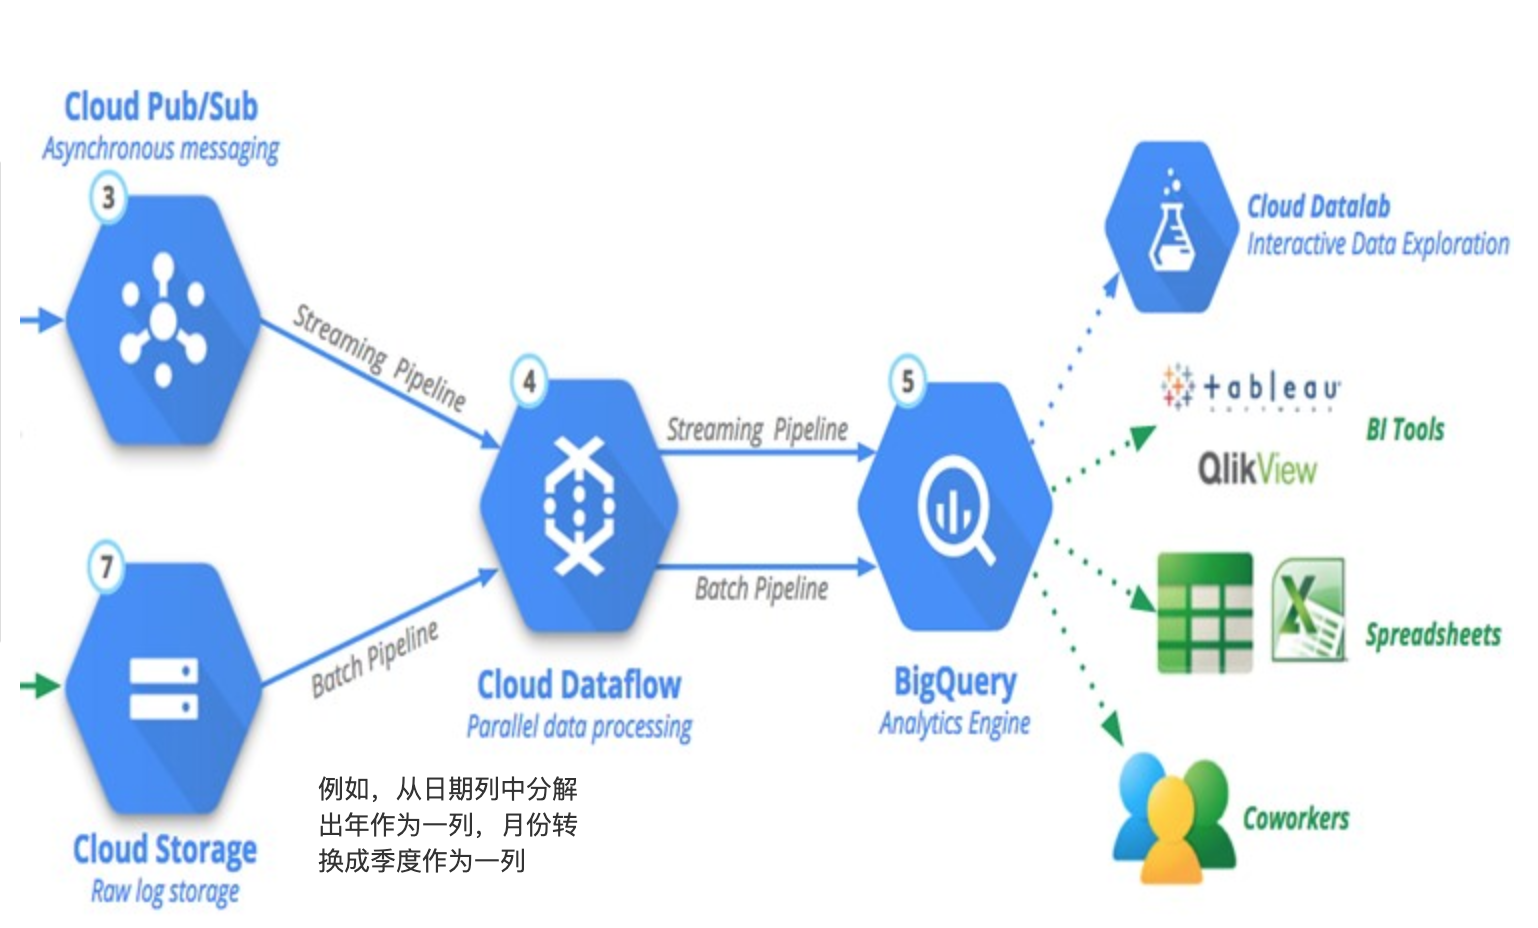 Cloud Pub/Sub
Asynchronous messaging
3
Streaming Pipeline
4
Streaming Pipeline
5
Batch Pipeline
7
Batch Pipeline
Cloud Storage
Raw log storage
Cloud Dataflow
Parallel data processing
例如，从日期列中分解
出年作为一列，月份转
换成季度作为一列
BigQuery
Analytics Engine
Cloud Datalab
Interactive Data Exploration
+ableau
SOFTWARE
QlikView
BI Tools
X
Spreadsheets
Coworkers